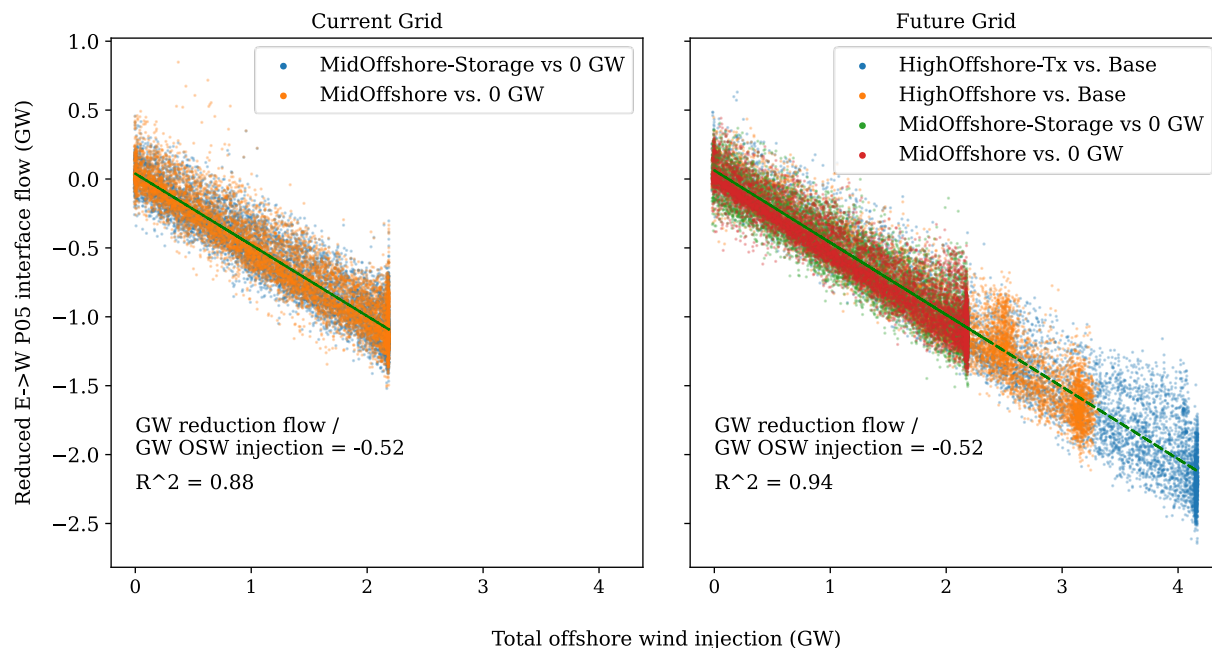 Current Grid
Future Grid
Reduced E->W P05 interface flow (GW)
1.0
0.5
0.0
−0.5
−1.0
−1.5
−2.0
−2.5
MidOffshore-Storage vs 0 GW
MidOffshore vs. 0 GW
GW reduction flow /
GW OSW injection = -0.52
R^2 = 0.88
0 1 2 3 4
HighOffshore-Tx vs. Base
HighOffshore vs. Base
MidOffshore-Storage vs 0 GW
MidOffshore vs. 0 GW
GW reduction flow /
GW OSW injection = -0.52
R^2 = 0.94
0 1 2 3 4
Total offshore wind injection (GW)